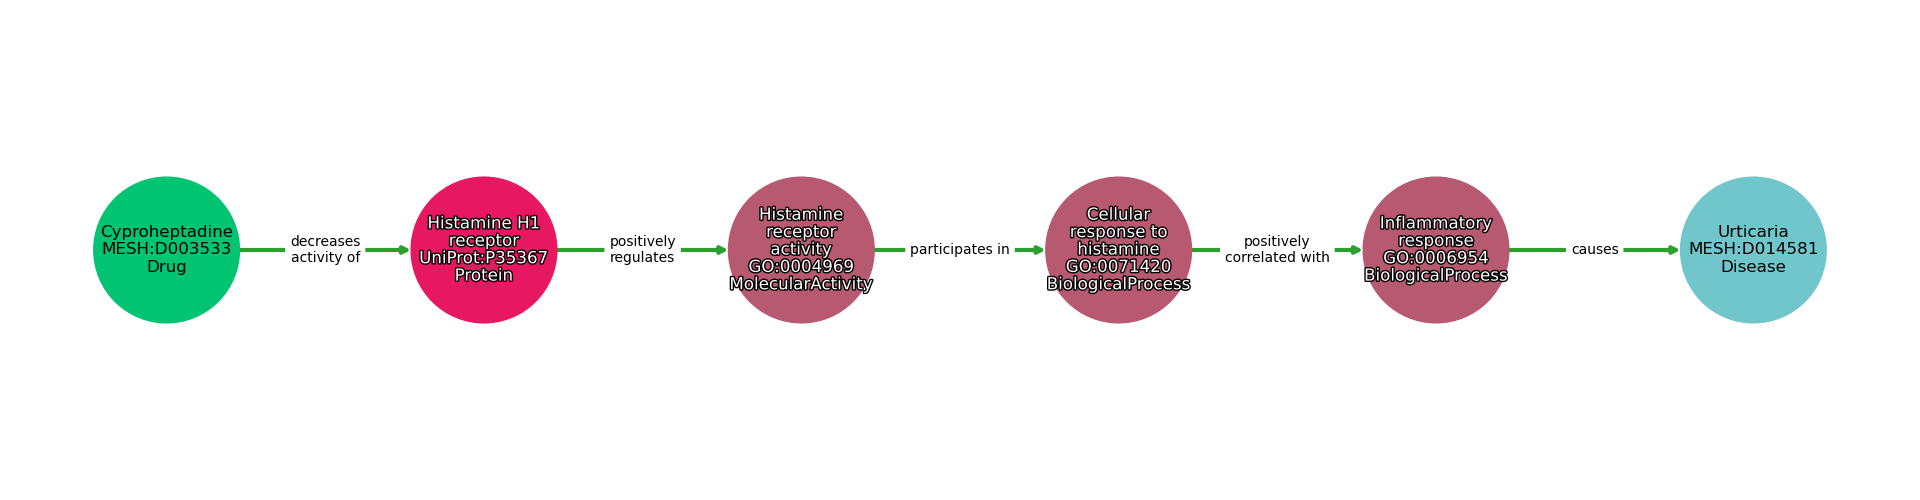 Cyproheptadine
MESH:D003533
Drug
decreases
activity of
Histamine H1
receptor
UniProt:P35367
Protein
positively
regulates
Histamine
receptor
activity
GO:0004969
MolecularActivity
participates in
Cellular
response to
histamine
GO:0071420
BiologicalProcess
positively
correlated with
Inflammatory
response
GO:0006954
BiologicalProcess
causes
Urticaria
MESH:D014581
Disease